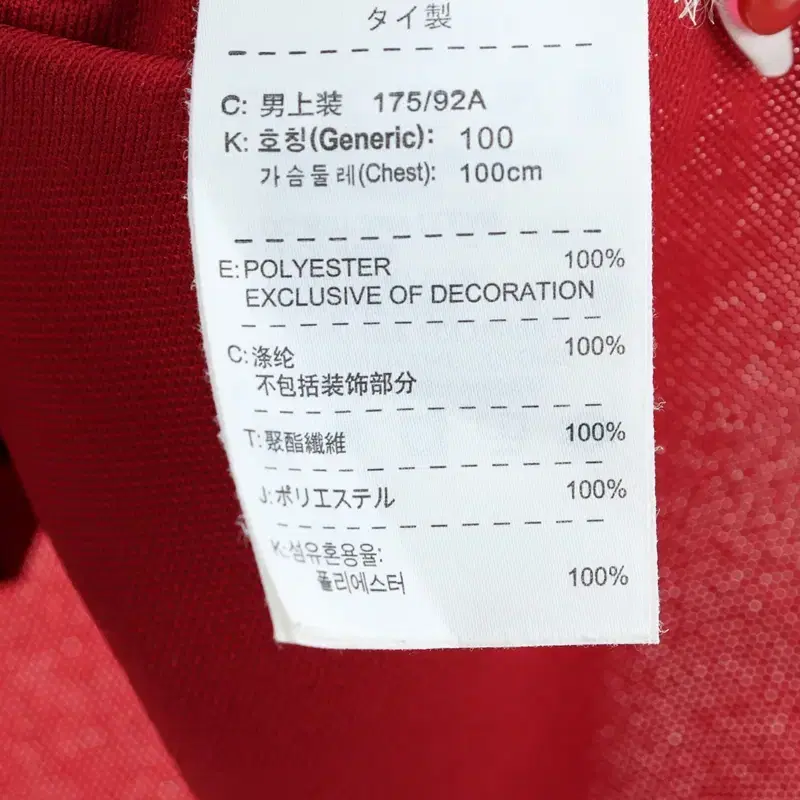 タイ製
C: 男上装 175/92A
K: 호칭(Generic): 100
가슴둘레(Chest): 100cm
E: POLYESTER 100%
EXCLUSIVE OF DECORATION
C: 涤纶 100%
不包括装饰部分
T: 聚酯纖維 100%
J: ポリエステル 100%
K: 섬유혼용율:
폴리에스터 100%